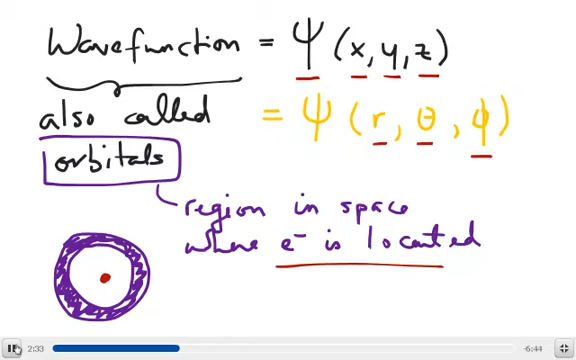 Wavefunction = Ψ (x, y, z)
also called = Ψ (r, θ, ϕ)
orbitals
region in space
where e⁻ is located
2:33
-6:44